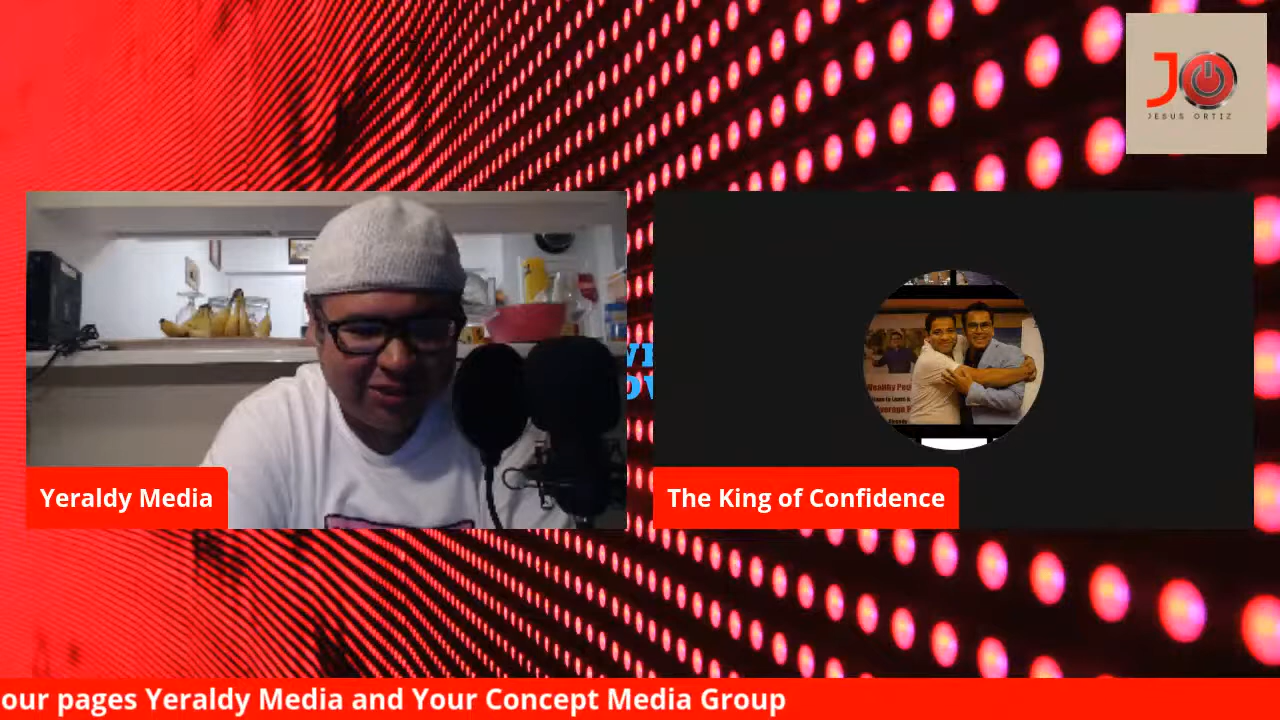 JO
JESUS ORTIZ
Yeraldy Media
The King of Confidence
our pages Yeraldy Media and Your Concept Media Group